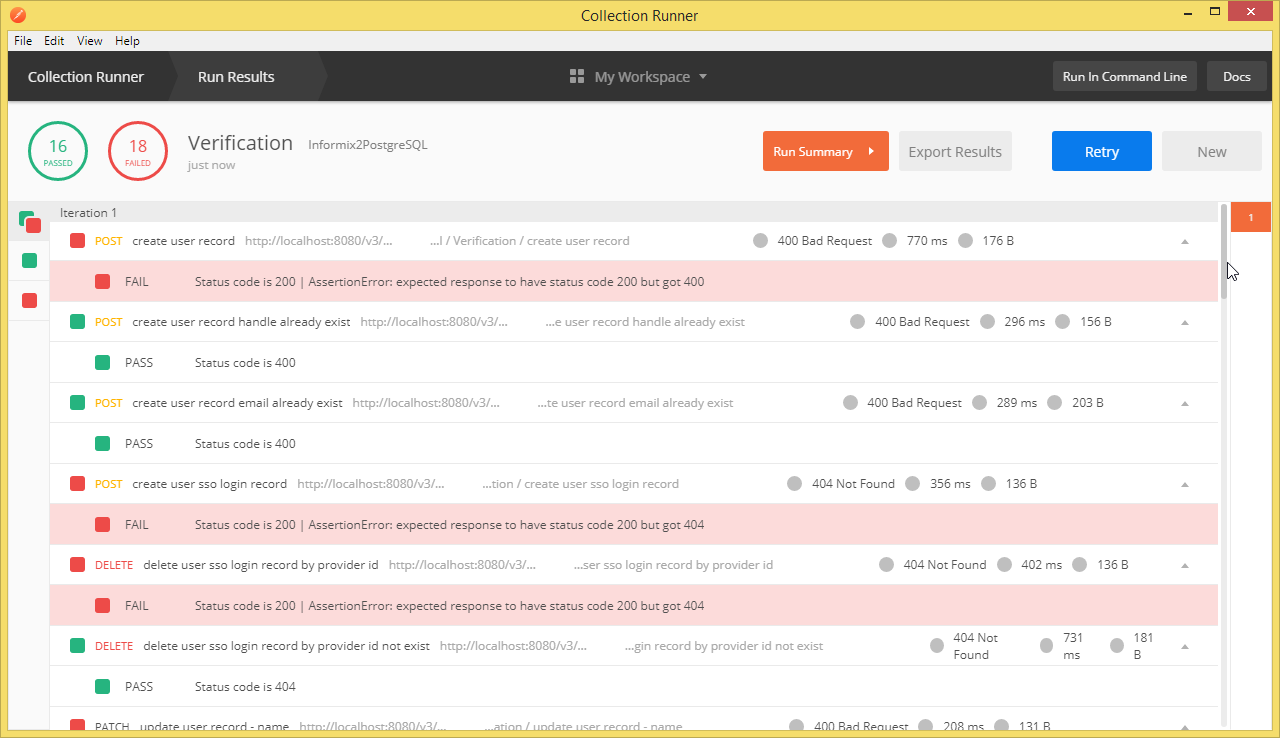 Collection Runner
File Edit View Help
Collection Runner Run Results My Workspace Run In Command Line Docs
16 PASSED 18 FAILED Verification Informix2PostgreSQL just now Run Summary Export Results Retry New
Iteration 1 1
POST create user record http://localhost:8080/v3/... ...l / Verification / create user record 400 Bad Request 770 ms 176 B
FAIL Status code is 200 | AssertionError: expected response to have status code 200 but got 400
POST create user record handle already exist http://localhost:8080/v3/... ...e user record handle already exist 400 Bad Request 296 ms 156 B
PASS Status code is 400
POST create user record email already exist http://localhost:8080/v3/... ...te user record email already exist 400 Bad Request 289 ms 203 B
PASS Status code is 400
POST create user sso login record http://localhost:8080/v3/... ...tion / create user sso login record 404 Not Found 356 ms 136 B
FAIL Status code is 200 | AssertionError: expected response to have status code 200 but got 404
DELETE delete user sso login record by provider id http://localhost:8080/v3/... ...ser sso login record by provider id 404 Not Found 402 ms 136 B
FAIL Status code is 200 | AssertionError: expected response to have status code 200 but got 404
DELETE delete user sso login record by provider id not exist http://localhost:8080/v3/... ...gin record by provider id not exist 404 Not Found 731 ms 181 B
PASS Status code is 404
PATCH update user record - name http://localhost:8080/v3/... ...ation / update user record - name 400 Bad Request 208 ms 131 B